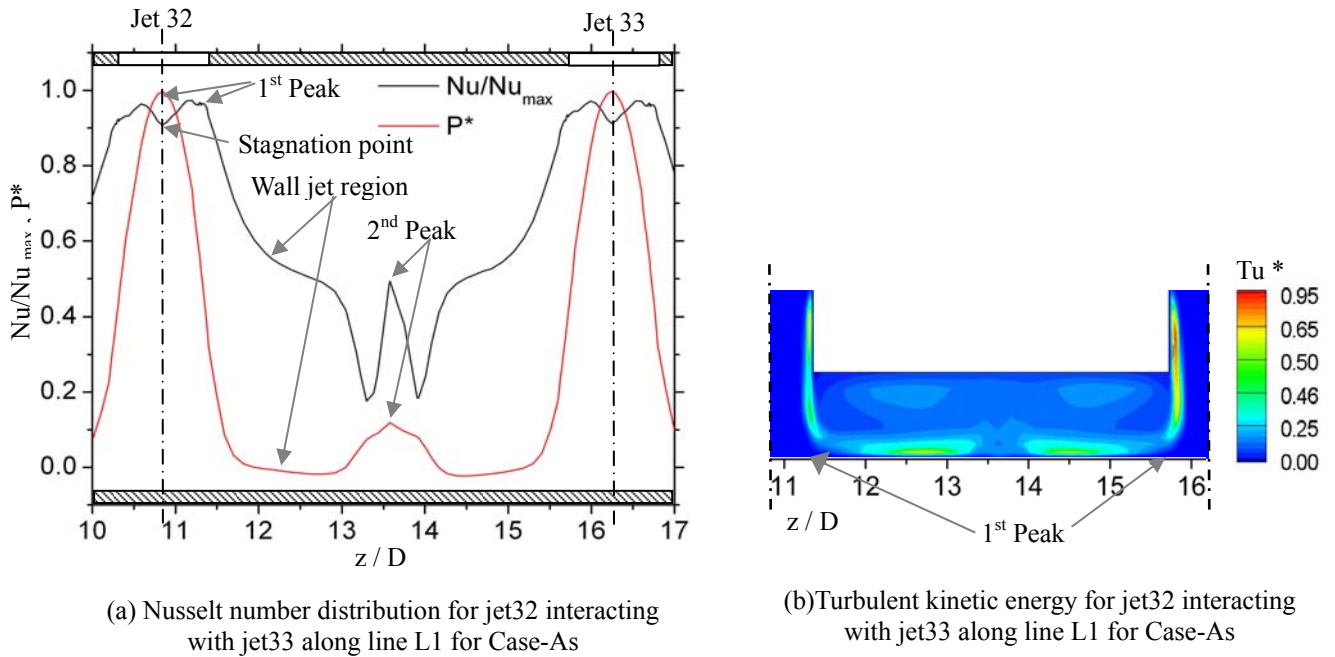 Jet 32
Jet 33
1st Peak
Nu/Numax
P*
Stagnation point
Wall jet region
2nd Peak
Nu/Nu max , P*
1.0
0.8
0.6
0.4
0.2
0.0
10 11 12 13 14 15 16 17
z / D
(a) Nusselt number distribution for jet32 interacting
with jet33 along line L1 for Case-As
Tu *
0.95
0.65
0.46
0.25
0.00
11 12 13 14 15 16
z / D
1st Peak
(b)Turbulent kinetic energy for jet32 interacting
with jet33 along line L1 for Case-As